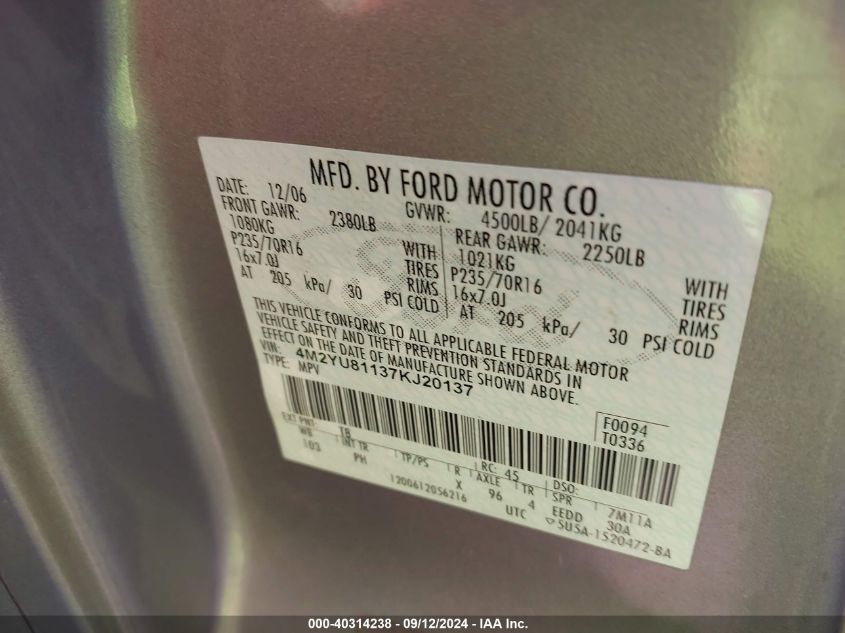 MFD. BY FORD MOTOR CO.
DATE: 12/06 GVWR: 4500LB/ 2041KG
FRONT GAWR: 2380LB REAR GAWR: 2250LB
1080KG WITH 1021KG WITH
P235/70R16 TIRES P235/70R16 TIRES
16x7.0J RIMS 16x7.0J RIMS
AT 205 kPa/ 30 PSI COLD AT 205 kPa/ 30 PSI COLD
THIS VEHICLE CONFORMS TO ALL APPLICABLE FEDERAL MOTOR
VEHICLE SAFETY AND THEFT PREVENTION STANDARDS IN
EFFECT ON THE DATE OF MANUFACTURE SHOWN ABOVE.
VIN: 4M2YU81137KJ20137
TYPE: MPV
F0094
T0336
EXT PNT: TB RC: 45 DSO:
WB INT TR TP/PS R AXLE TR SPR 7M11A
103 PH X 96 4 EEDD 30A
1200612056216 UTC ▽5U5A-1520472-BA
000-40314238 - 09/12/2024 - IAA Inc.